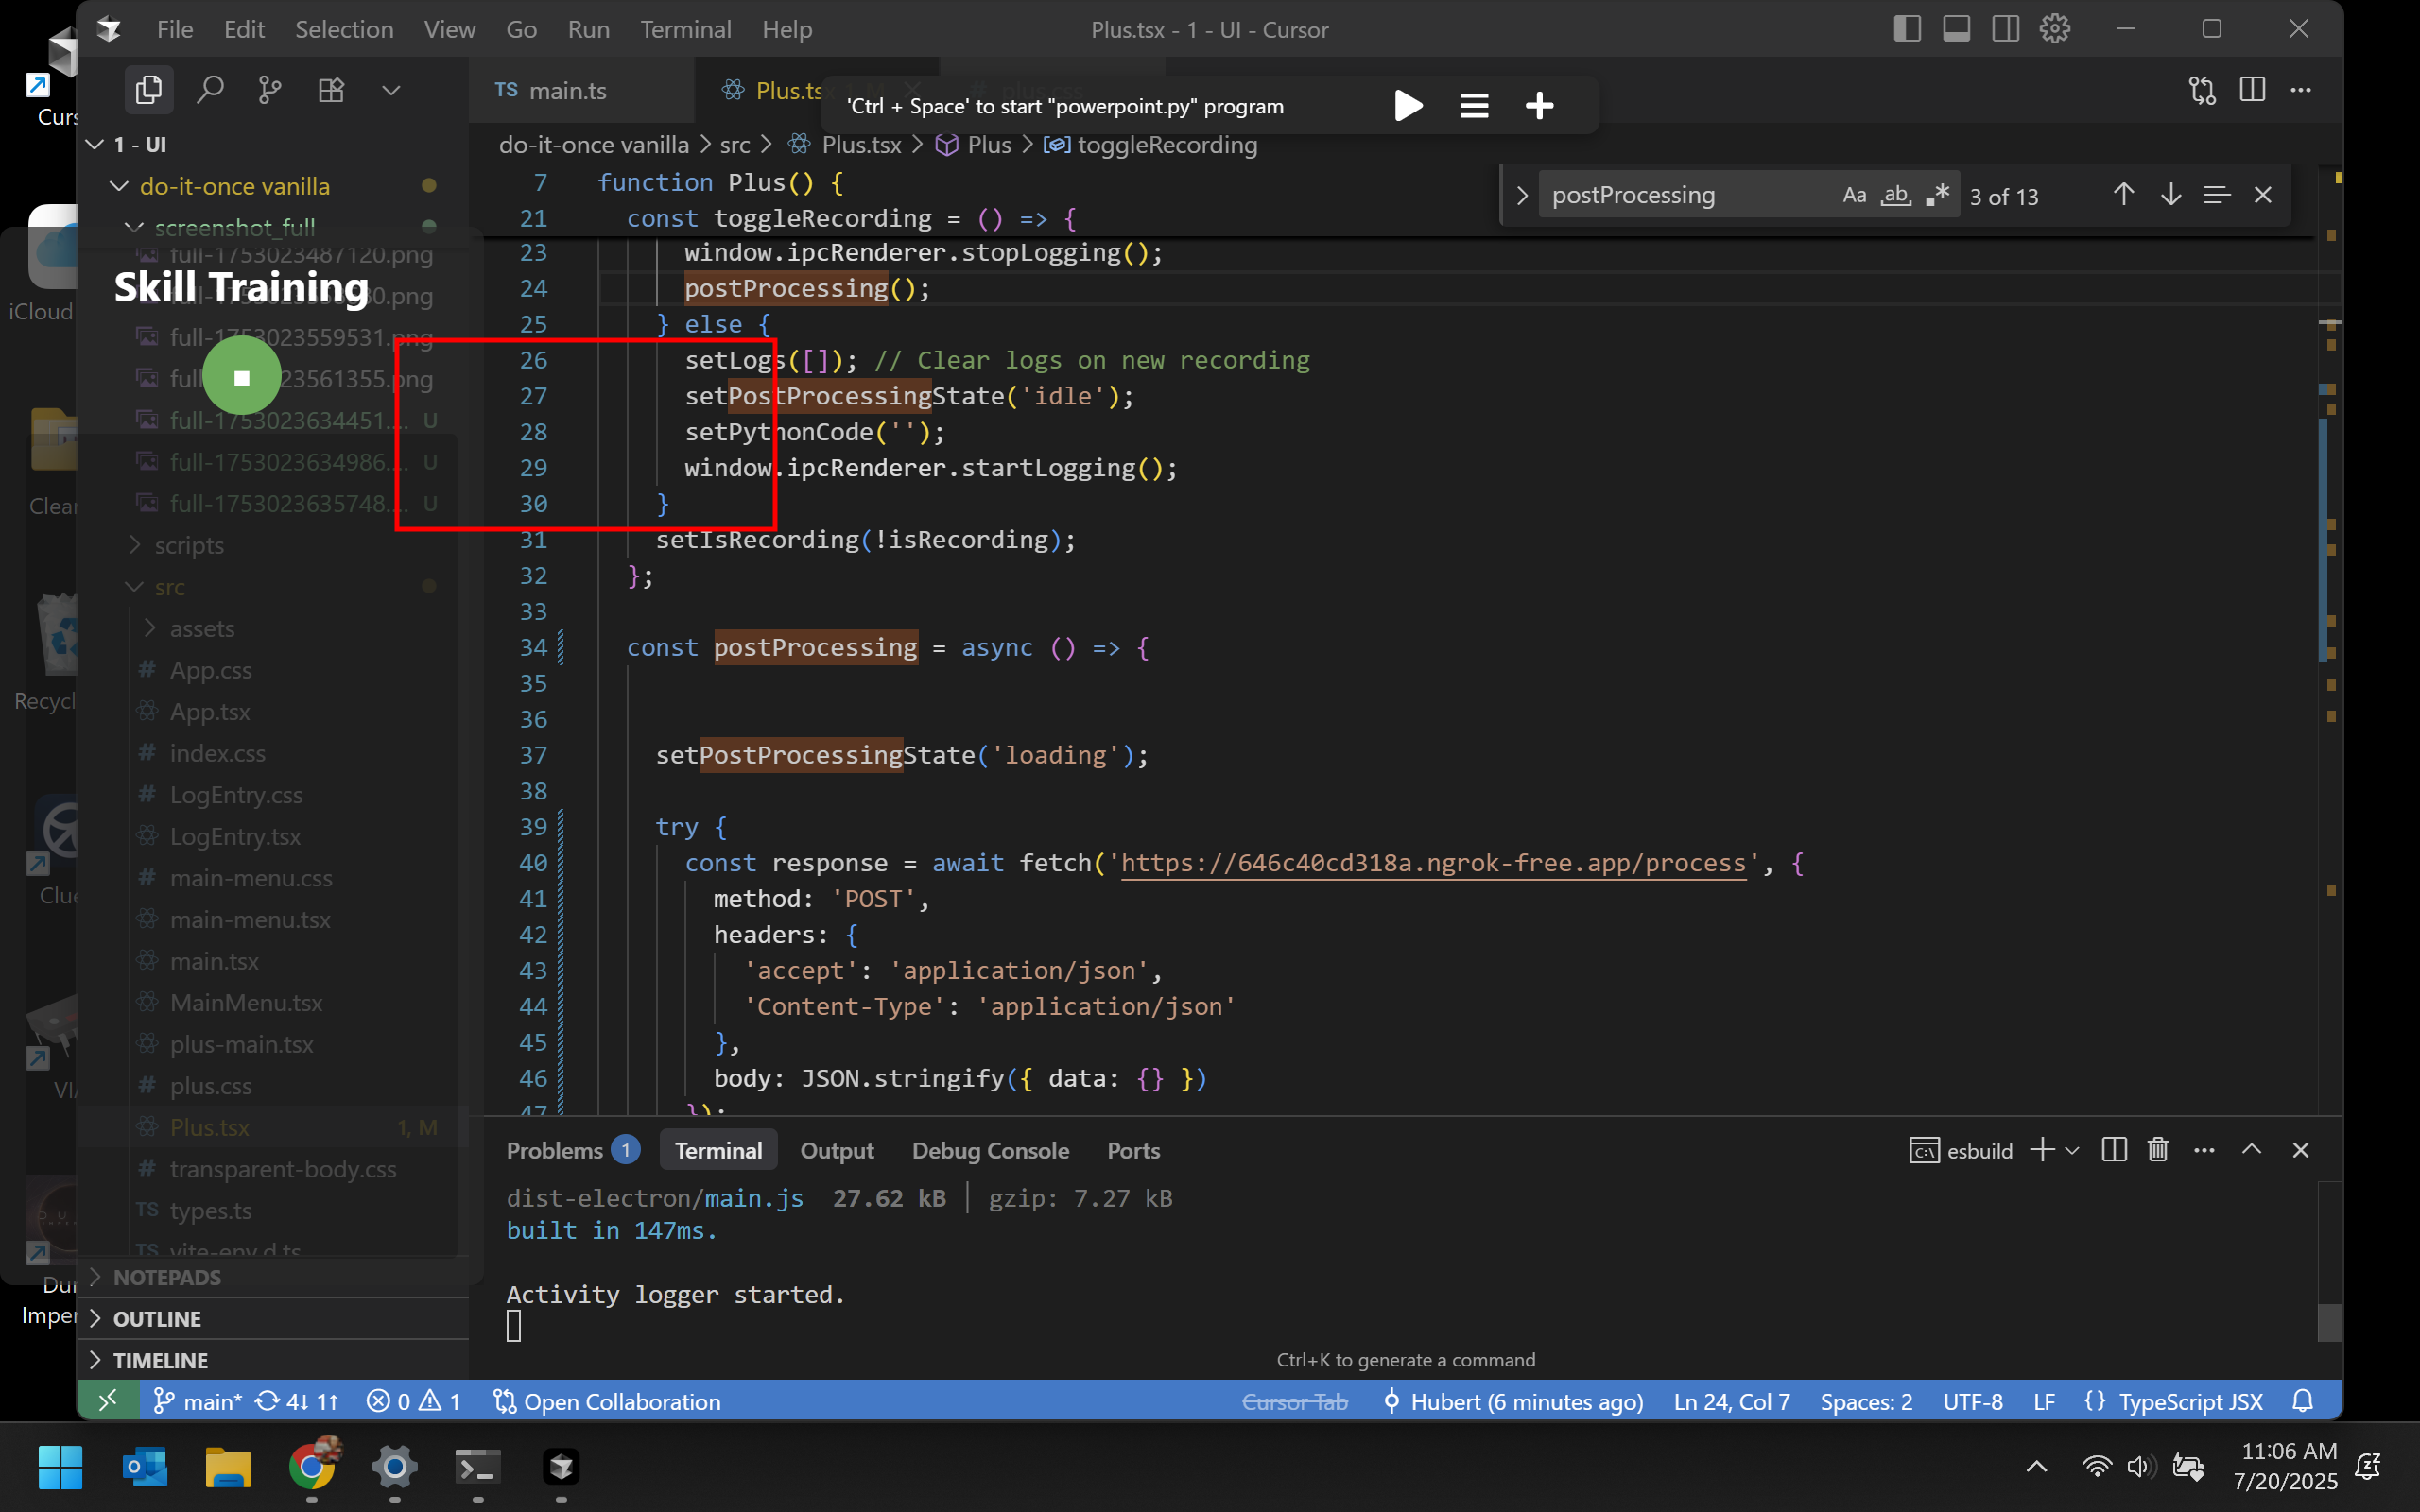 File Edit Selection View Go Run Terminal Help
Plus.tsx - 1 - UI - Cursor
TS main.ts
Plus.ts
'Ctrl + Space' to start "powerpoint.py" program
do-it-once vanilla > src > Plus.tsx > Plus > toggleRecording
postProcessing
Aa ab .* 3 of 13
1 - UI
do-it-once vanilla
screenshot_full
full-1753023487120.png
Skill Training
full-1753023559531.png
full-1753023634451... U
full-1753023634986... U
full-1753023635748... U
scripts
src
assets
# App.css
App.tsx
# index.css
# LogEntry.css
LogEntry.tsx
# main-menu.css
main-menu.tsx
main.tsx
MainMenu.tsx
plus-main.tsx
# plus.css
Plus.tsx 1, M
# transparent-body.css
TS types.ts
TS vite-env.d.ts
NOTEPADS
OUTLINE
TIMELINE
7 function Plus() {
21 const toggleRecording = () => {
23 window.ipcRenderer.stopLogging();
24 postProcessing();
25 } else {
26 setLogs([]); // Clear logs on new recording
27 setPostProcessingState('idle');
28 setPythonCode('');
29 window.ipcRenderer.startLogging();
30 }
31 setIsRecording(!isRecording);
32 };
33
34 const postProcessing = async () => {
35
36
37 setPostProcessingState('loading');
38
39 try {
40 const response = await fetch('https://646c40cd318a.ngrok-free.app/process', {
41 method: 'POST',
42 headers: {
43 'accept': 'application/json',
44 'Content-Type': 'application/json'
45 },
46 body: JSON.stringify({ data: {} })
47 });
Problems 1 Terminal Output Debug Console Ports
esbuild
dist-electron/main.js 27.62 kB │ gzip: 7.27 kB
built in 147ms.
Activity logger started.
Ctrl+K to generate a command
main* 4↓ 1↑ 0 1 Open Collaboration
Cursor Tab Hubert (6 minutes ago) Ln 24, Col 7 Spaces: 2 UTF-8 LF {} TypeScript JSX
Curs
iCloud
Clear
Recycl
Clue
VIA
Dun
Imper
11:06 AM
7/20/2025